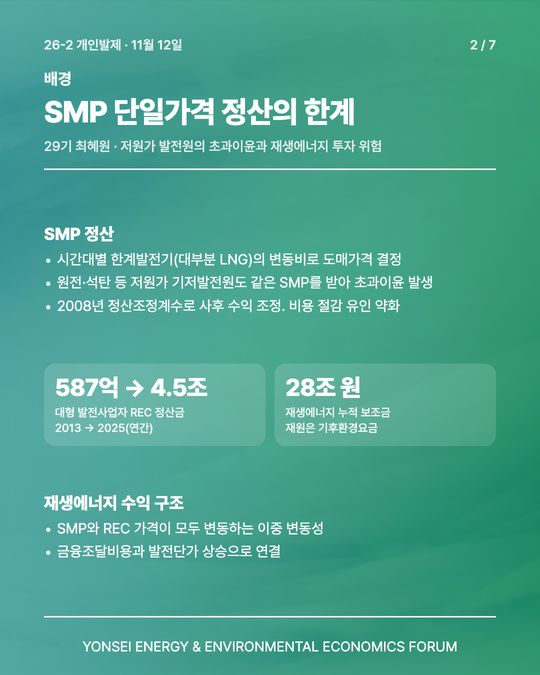 26-2 개인발제 · 11월 12일
2 / 7
배경
SMP 단일가격 정산의 한계
29기 최혜원 · 저원가 발전원의 초과이윤과 재생에너지 투자 위험
SMP 정산
• 시간대별 한계발전기(대부분 LNG)의 변동비로 도매가격 결정
• 원전·석탄 등 저원가 기저발전원도 같은 SMP를 받아 초과이윤 발생
• 2008년 정산조정계수로 사후 수익 조정. 비용 절감 유인 약화
587억 → 4.5조
대형 발전사업자 REC 정산금
2013 → 2025(연간)
28조 원
재생에너지 누적 보조금
재원은 기후환경요금
재생에너지 수익 구조
• SMP와 REC 가격이 모두 변동하는 이중 변동성
• 금융조달비용과 발전단가 상승으로 연결
YONSEI ENERGY & ENVIRONMENTAL ECONOMICS FORUM